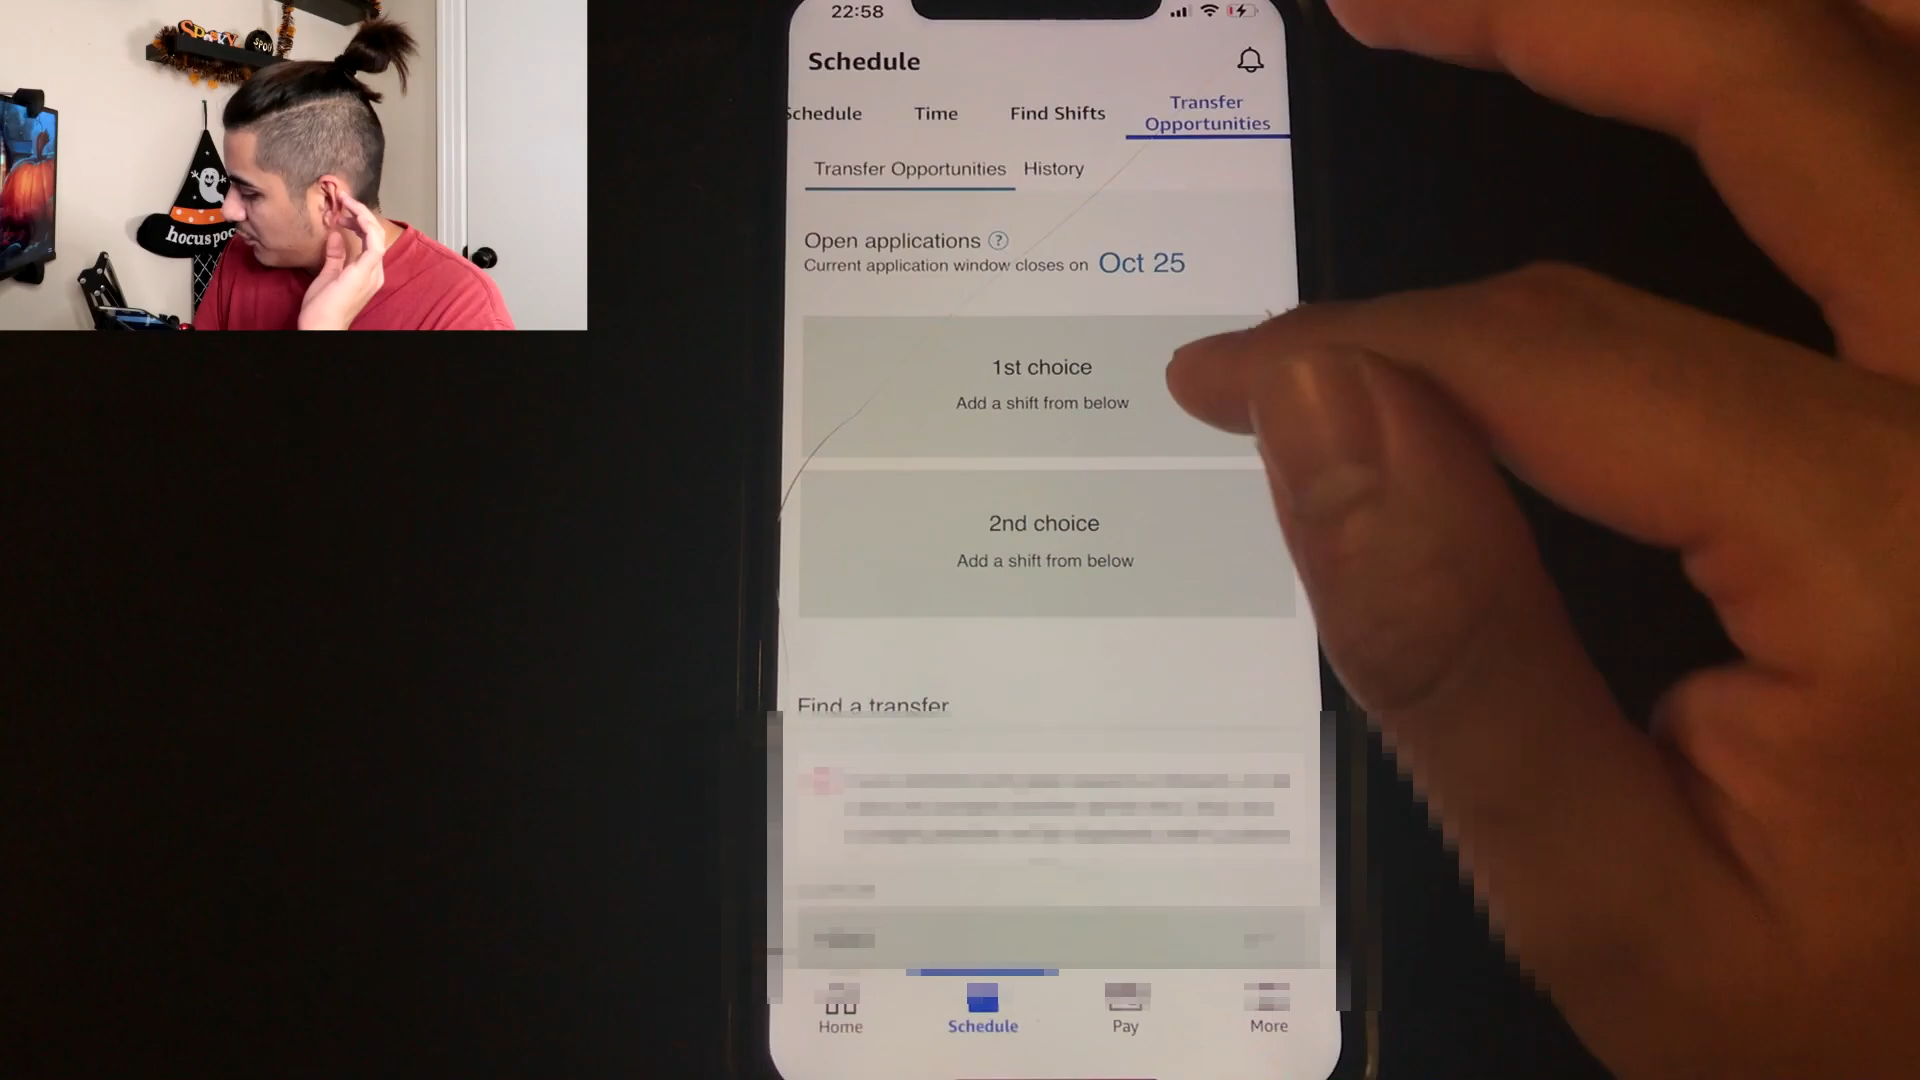 22:58
Schedule
Schedule
Time
Find Shifts
Transfer
Opportunities
Transfer Opportunities
History
Open applications ?
Current application window closes on Oct 25
1st choice
Add a shift from below
2nd choice
Add a shift from below
Find a transfer
Home
Schedule
Pay
More
Spooky
SPOO
hocus poc